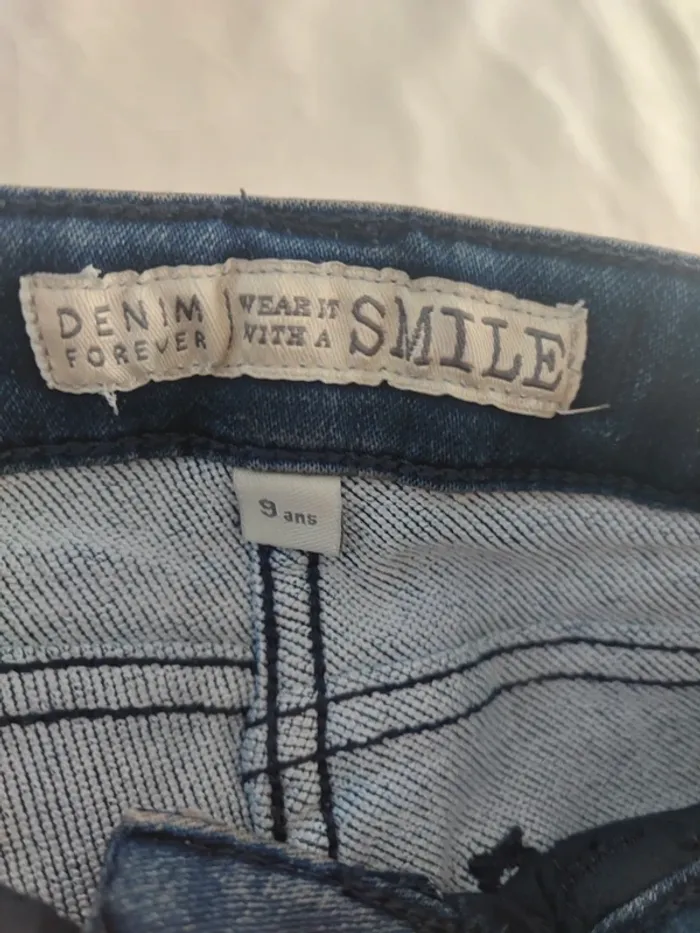 DENIM
FOREVER
WEAR IT
WITH A
SMILE
9 ans